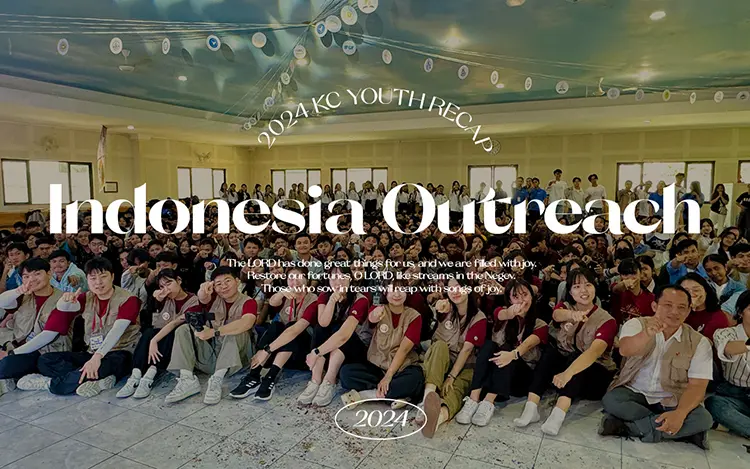 2024 KC YOUTH RECAP
Indonesia Outreach
The LORD has done great things for us, and we are filled with joy.
Restore our fortunes, O LORD, like streams in the Negev.
Those who sow in tears will reap with songs of joy.
2024